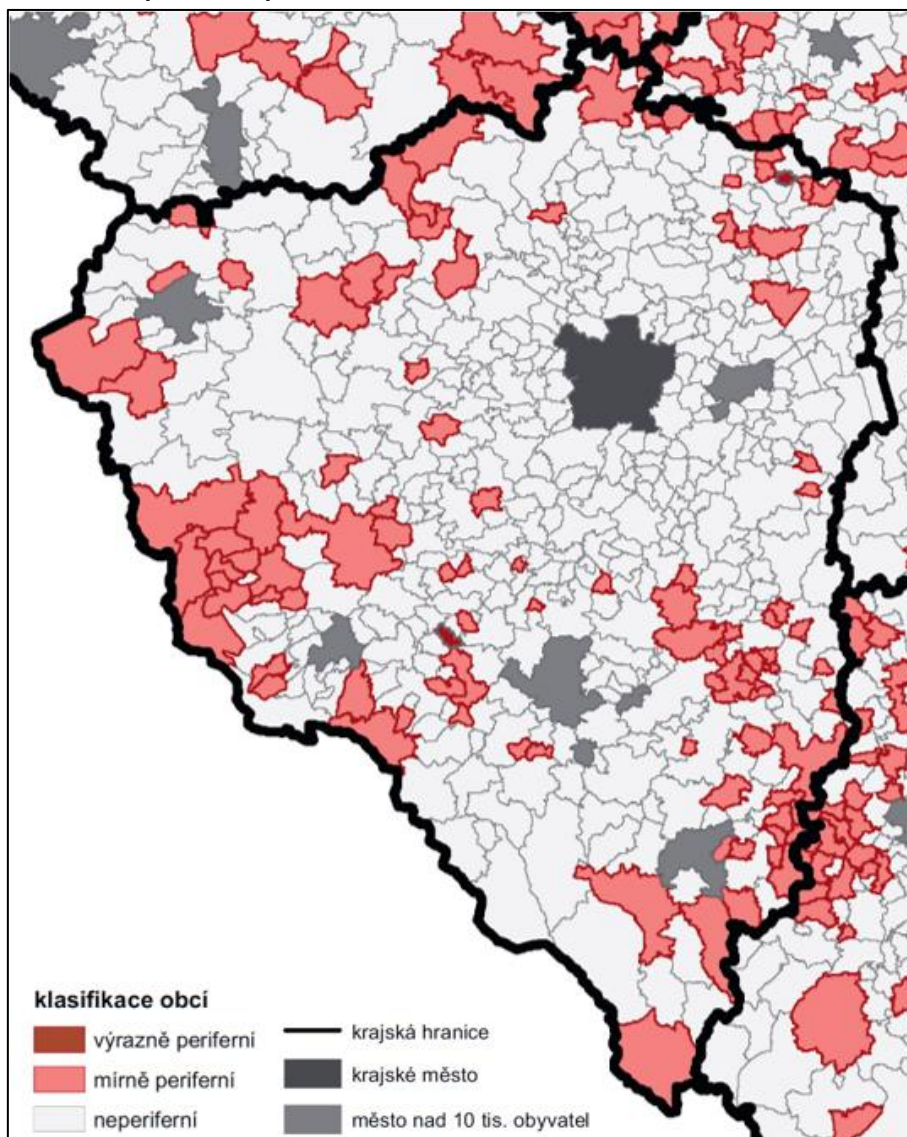 klasifikace obcí
výrazně periferní
mírně periferní
neperiferní
krajská hranice
krajské město
město nad 10 tis. obyvatel